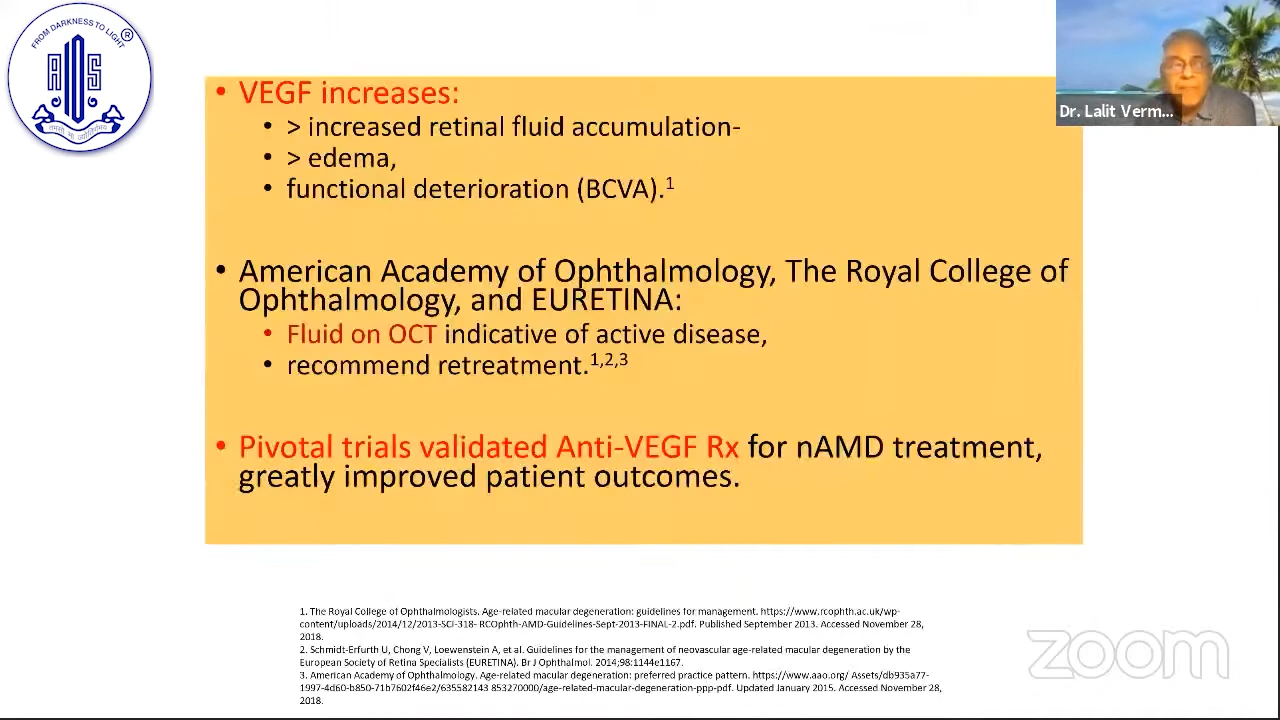 FROM DARKNESS TO LIGHT
®
AIOS
• VEGF increases:
• > increased retinal fluid accumulation-
• > edema,
• functional deterioration (BCVA).1
• American Academy of Ophthalmology, The Royal College of
Ophthalmology, and EURETINA:
• Fluid on OCT indicative of active disease,
• recommend retreatment.1,2,3
• Pivotal trials validated Anti-VEGF Rx for nAMD treatment,
greatly improved patient outcomes.
1. The Royal College of Ophthalmologists. Age-related macular degeneration: guidelines for management. https://www.rcophth.ac.uk/wp-
content/uploads/2014/12/2013-SCI-318- RCOphth-AMD-Guidelines-Sept-2013-FINAL-2.pdf. Published September 2013. Accessed November 28,
2018.
2. Schmidt-Erfurth U, Chong V, Loewenstein A, et al. Guidelines for the management of neovascular age-related macular degeneration by the
European Society of Retina Specialists (EURETINA). Br J Ophthalmol. 2014;98:1144e1167.
3. American Academy of Ophthalmology. Age-related macular degeneration: preferred practice pattern. https://www.aao.org/ Assets/db935a77-
1997-4d60-b850-71b7602f46e2/635582143 853270000/age-related-macular-degeneration-ppp-pdf. Updated January 2015. Accessed November 28,
2018.
Dr. Lalit Verm...
zoom